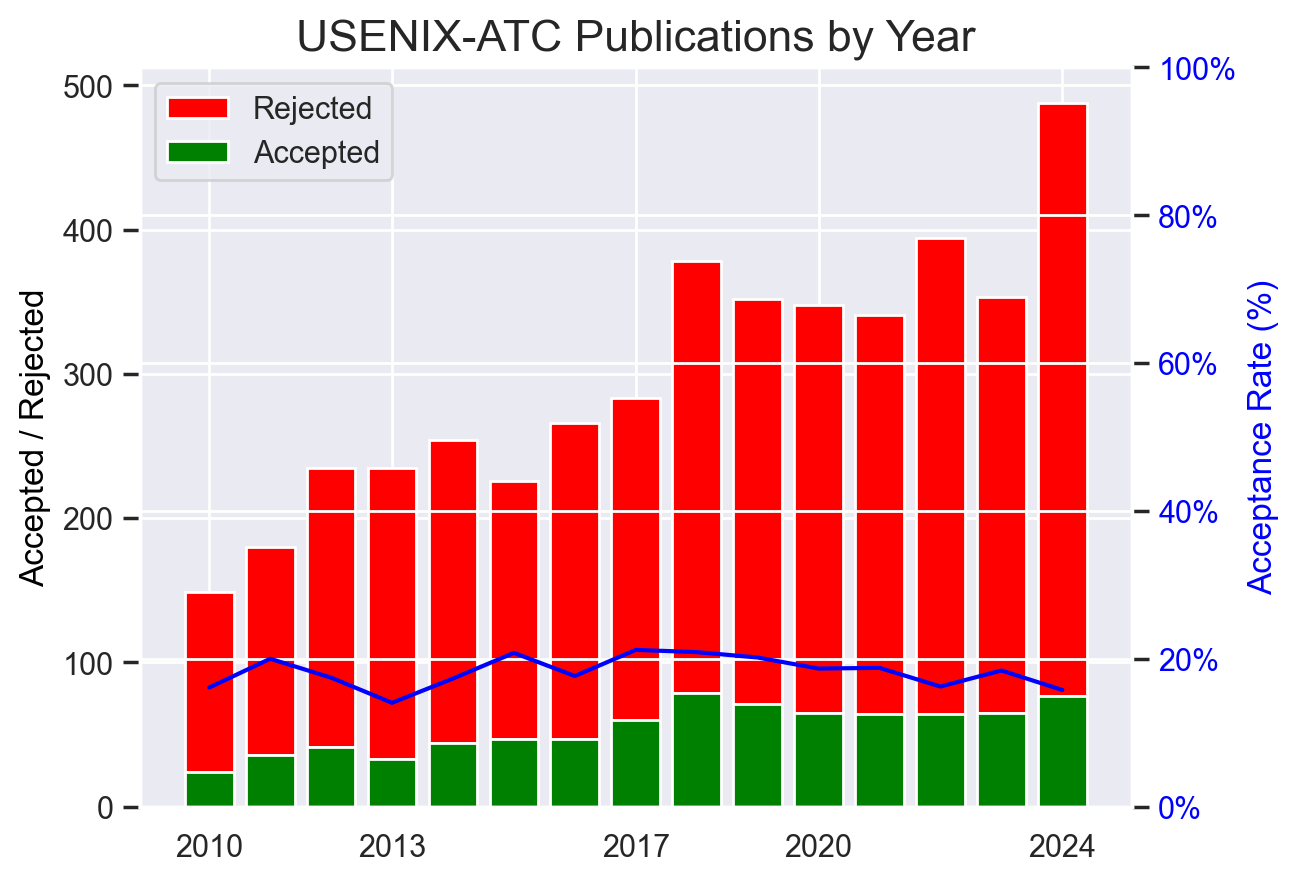 USENIX-ATC Publications by Year
Rejected
Accepted
Accepted / Rejected
500
400
300
200
100
0
100%
80%
60%
40%
20%
0%
Acceptance Rate (%)
2010 2013 2017 2020 2024